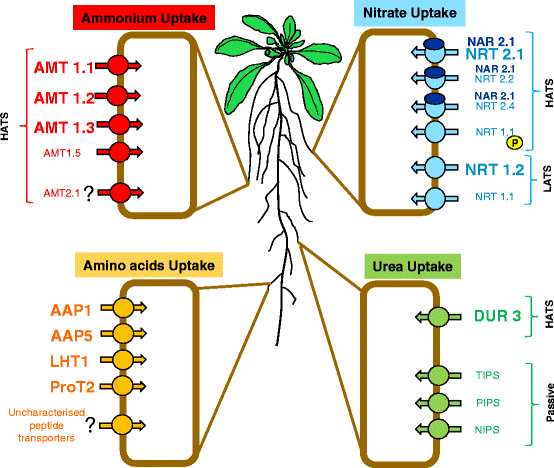 Ammonium Uptake
HATS
AMT 1.1
AMT 1.2
AMT 1.3
AMT1.5
AMT2.1 ?
Nitrate Uptake
NAR 2.1
NRT 2.1
NAR 2.1
NRT 2.2
NAR 2.1
NRT 2.4
NRT 1.1
P
HATS
NRT 1.2
NRT 1.1
LATS
Amino acids Uptake
AAP1
AAP5
LHT1
ProT2
Uncharacterised
peptide ?
transporters
Urea Uptake
DUR 3
HATS
TIPS
PIPS
NIPS
Passive